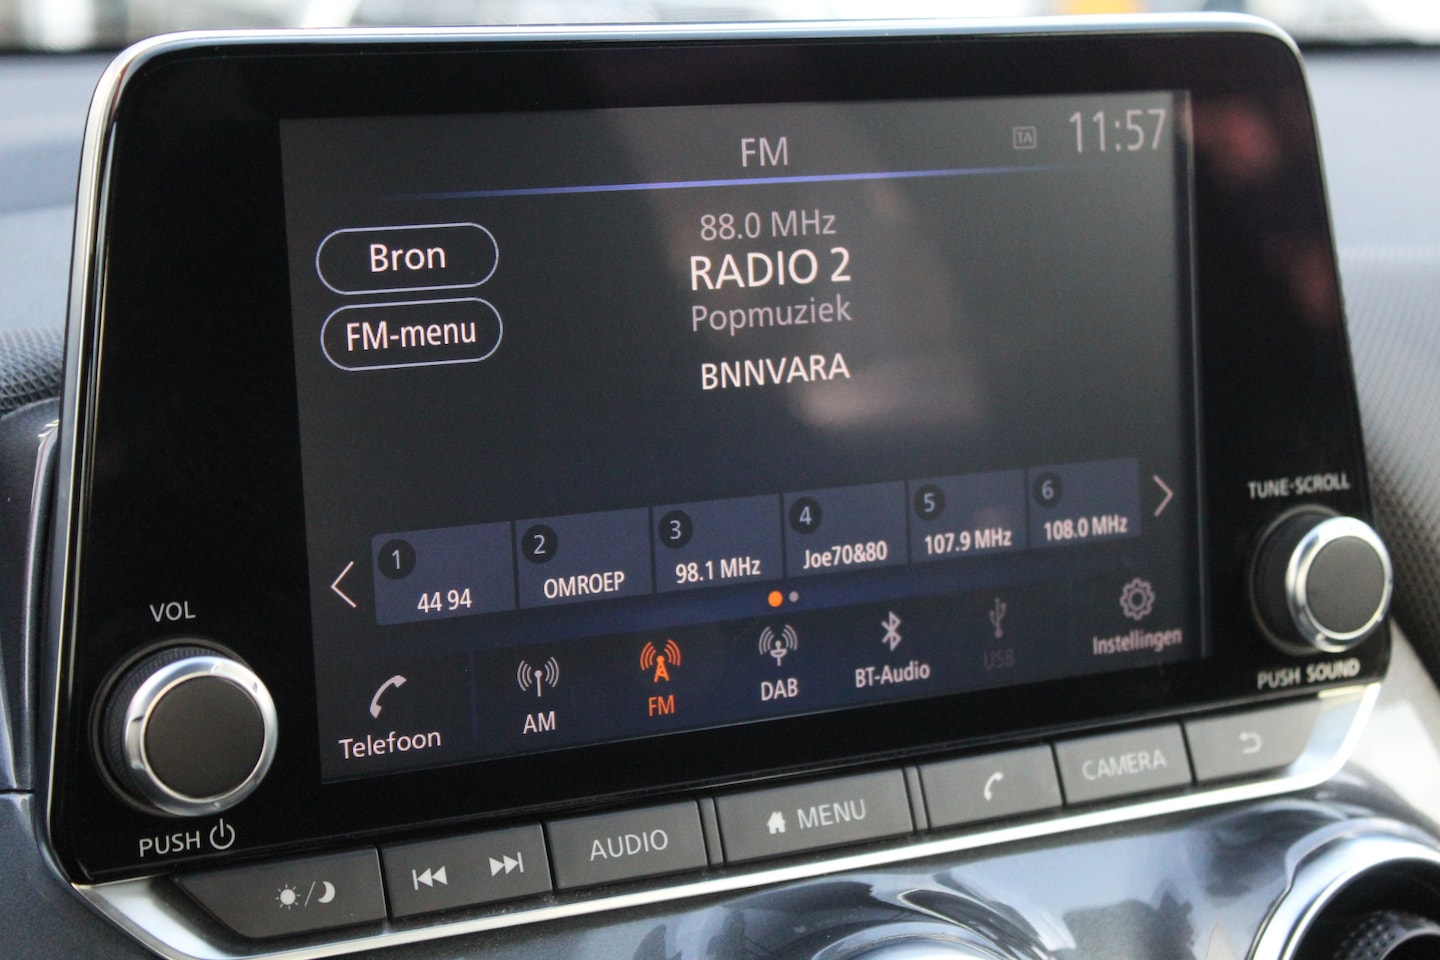 FM
TA
11:57
Bron
FM-menu
88.0 MHz
RADIO 2
Popmuziek
BNNVARA
1
44 94
2
OMROEP
3
98.1 MHz
4
Joe70&80
5
107.9 MHz
6
108.0 MHz
Telefoon
AM
FM
DAB
BT-Audio
USB
Instellingen
VOL
PUSH
TUNE•SCROLL
PUSH SOUND
AUDIO
MENU
CAMERA